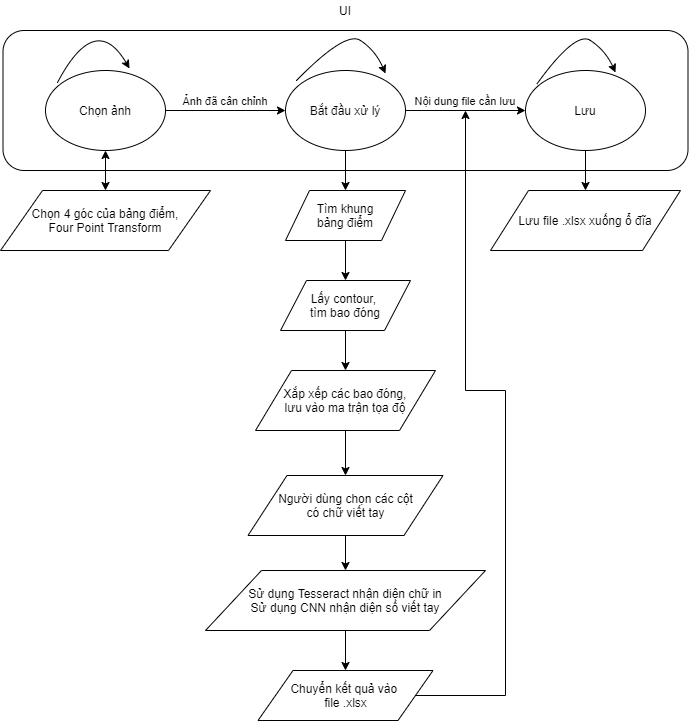 UI
Chọn ảnh
Ảnh đã cân chỉnh
Bắt đầu xử lý
Nội dung file cần lưu
Lưu
Chọn 4 góc của bảng điểm,
Four Point Transform
Tìm khung
bảng điểm
Lưu file .xlsx xuống ổ đĩa
Lấy contour,
tìm bao đóng
Xắp xếp các bao đóng,
lưu vào ma trận tọa độ
Người dùng chọn các cột
có chữ viết tay
Sử dụng Tesseract nhận diện chữ in
Sử dụng CNN nhận diện số viết tay
Chuyển kết quả vào
file .xlsx